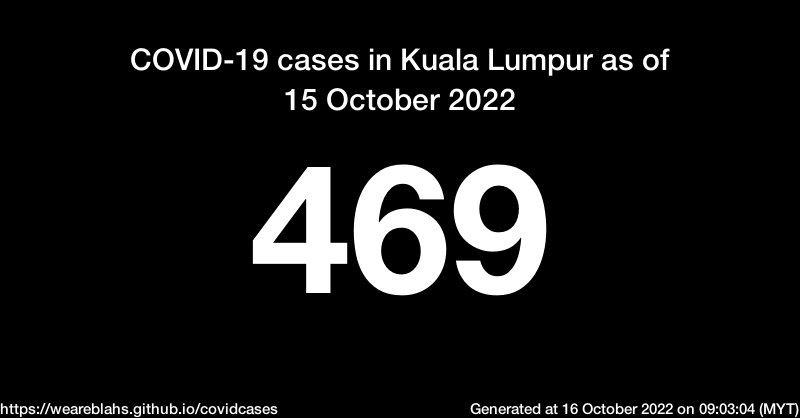 COVID-19 cases in Kuala Lumpur as of
15 October 2022
469
https://weareblahs.github.io/covidcases
Generated at 16 October 2022 on 09:03:04 (MYT)